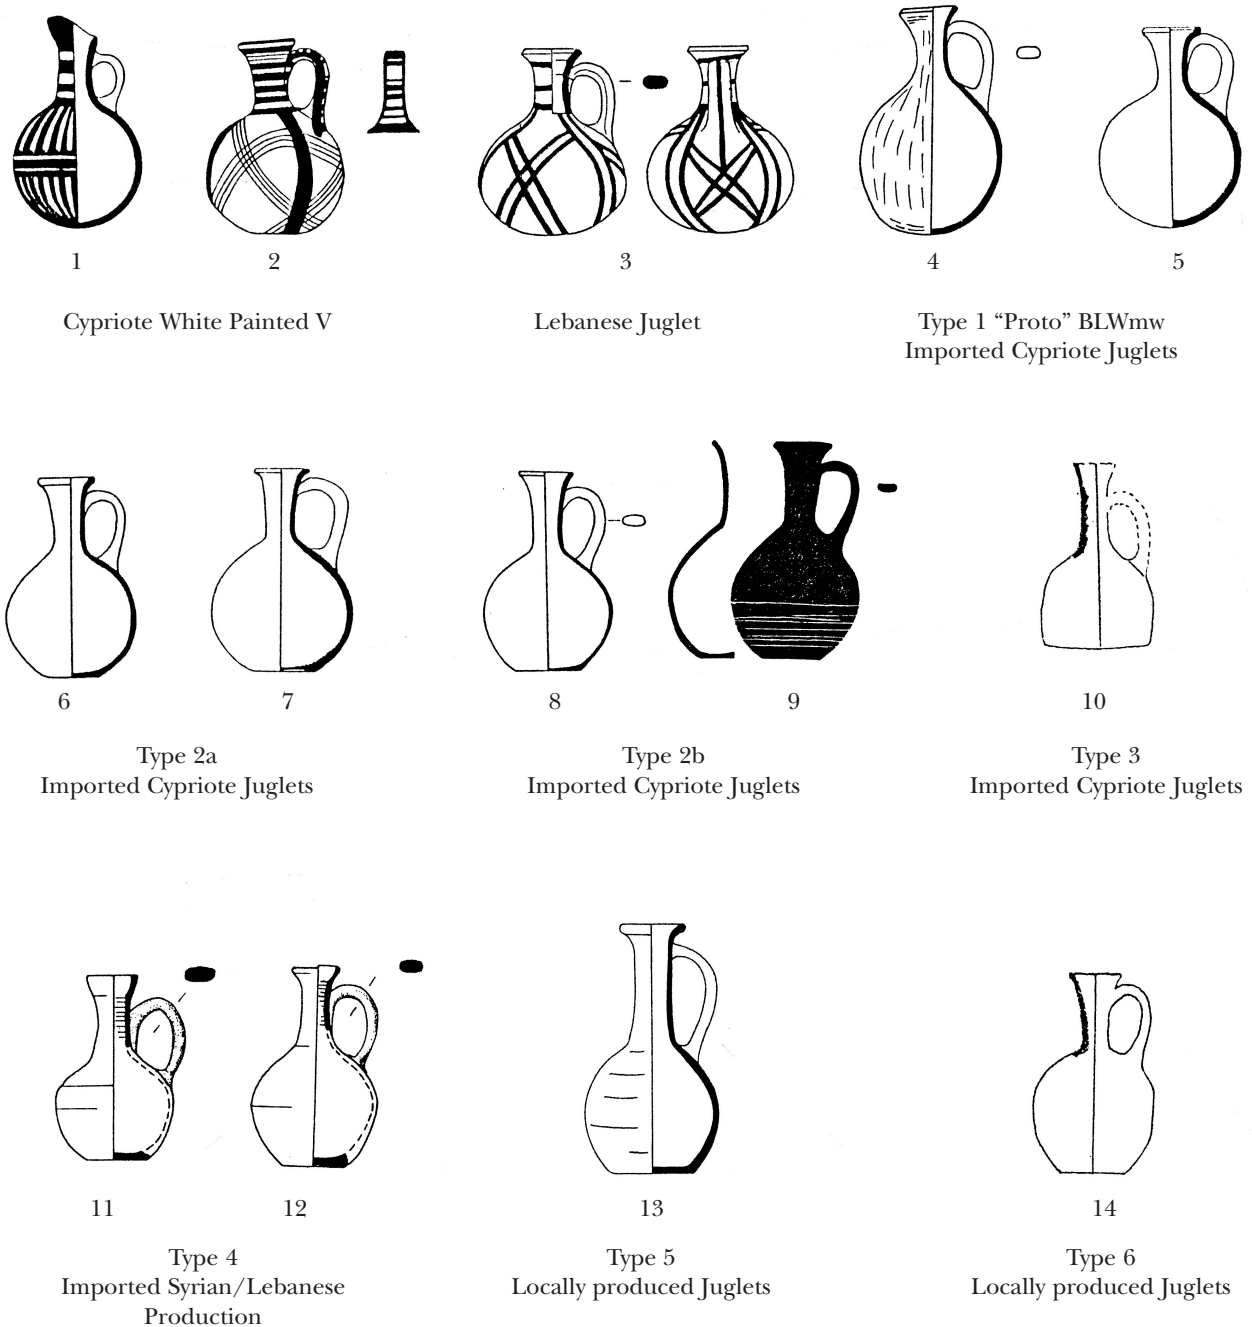 1
2
3
4
5
Cypriote White Painted V
Lebanese Juglet
Type 1 “Proto” BLWmw
Imported Cypriote Juglets
6
7
8
9
10
Type 2a
Imported Cypriote Juglets
Type 2b
Imported Cypriote Juglets
Type 3
Imported Cypriote Juglets
11
12
13
14
Type 4
Imported Syrian/Lebanese
Production
Type 5
Locally produced Juglets
Type 6
Locally produced Juglets